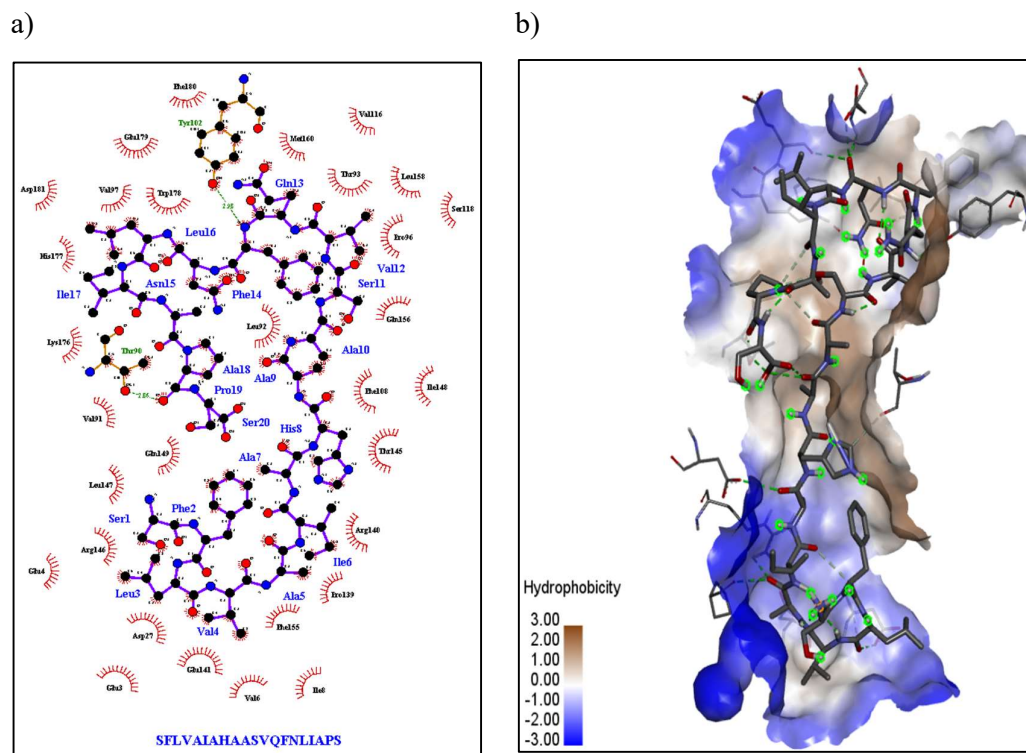 a)
b)
Phe180
Tyr102
Val116
Glu179
Met160
Thr93
Leu158
Gln13
Asp181
Val97
Trp178
Ser118
Leu16
Pro96
Val12
His177
Asn15
Ser11
Ile17
Phe14
Gln156
Leu92
Lys176
Ala10
Thr90
Ala18
Ala9
Phe108
Ile148
Pro19
Val91
Ser20
His8
Gln149
Thr145
Ala7
Leu147
Phe2
Ser1
Arg140
Arg146
Ile6
Glu4
Leu3
Ala5
Pro139
Val4
Phe155
Asp27
Glu141
Glu3
Val6
Ile8
SFLVAIAHAASVQFNLIAPS
Hydrophobicity
3.00
2.00
1.00
0.00
-1.00
-2.00
-3.00